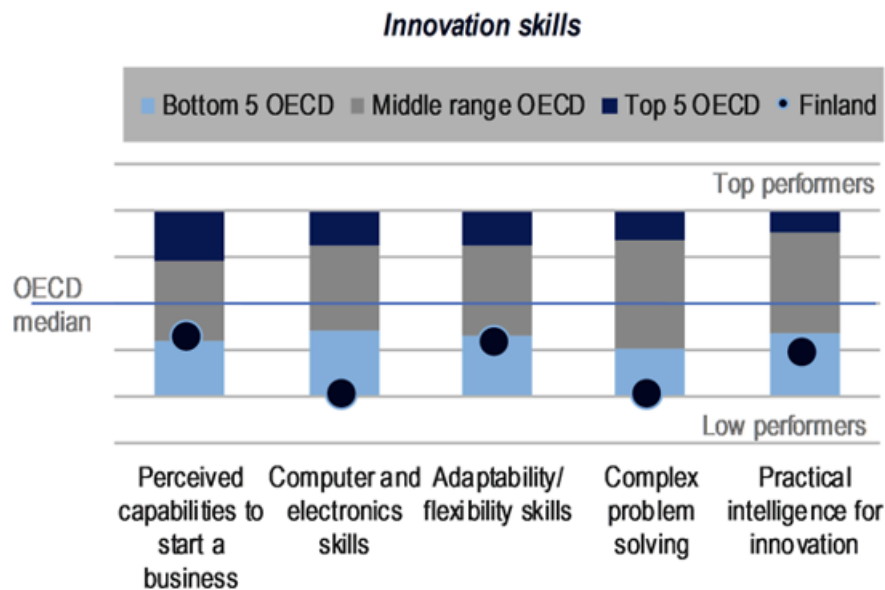 Innovation skills
Bottom 5 OECD Middle range OECD Top 5 OECD Finland
Top performers
OECD
median
Low performers
Perceived
capabilities to
start a
business
Computer and
electronics
skills
Adaptability/
flexibility skills
Complex
problem
solving
Practical
intelligence for
innovation